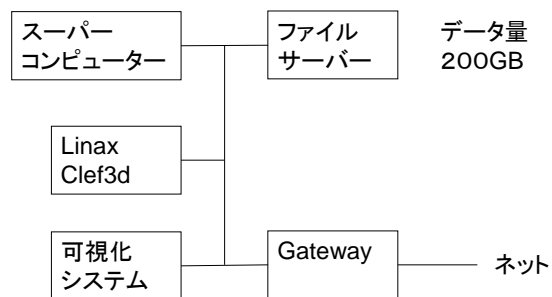 スーパー
コンピューター
ファイル
サーバー
データ量
200GB
Linax
Clef3d
可視化
システム
Gateway
ネット